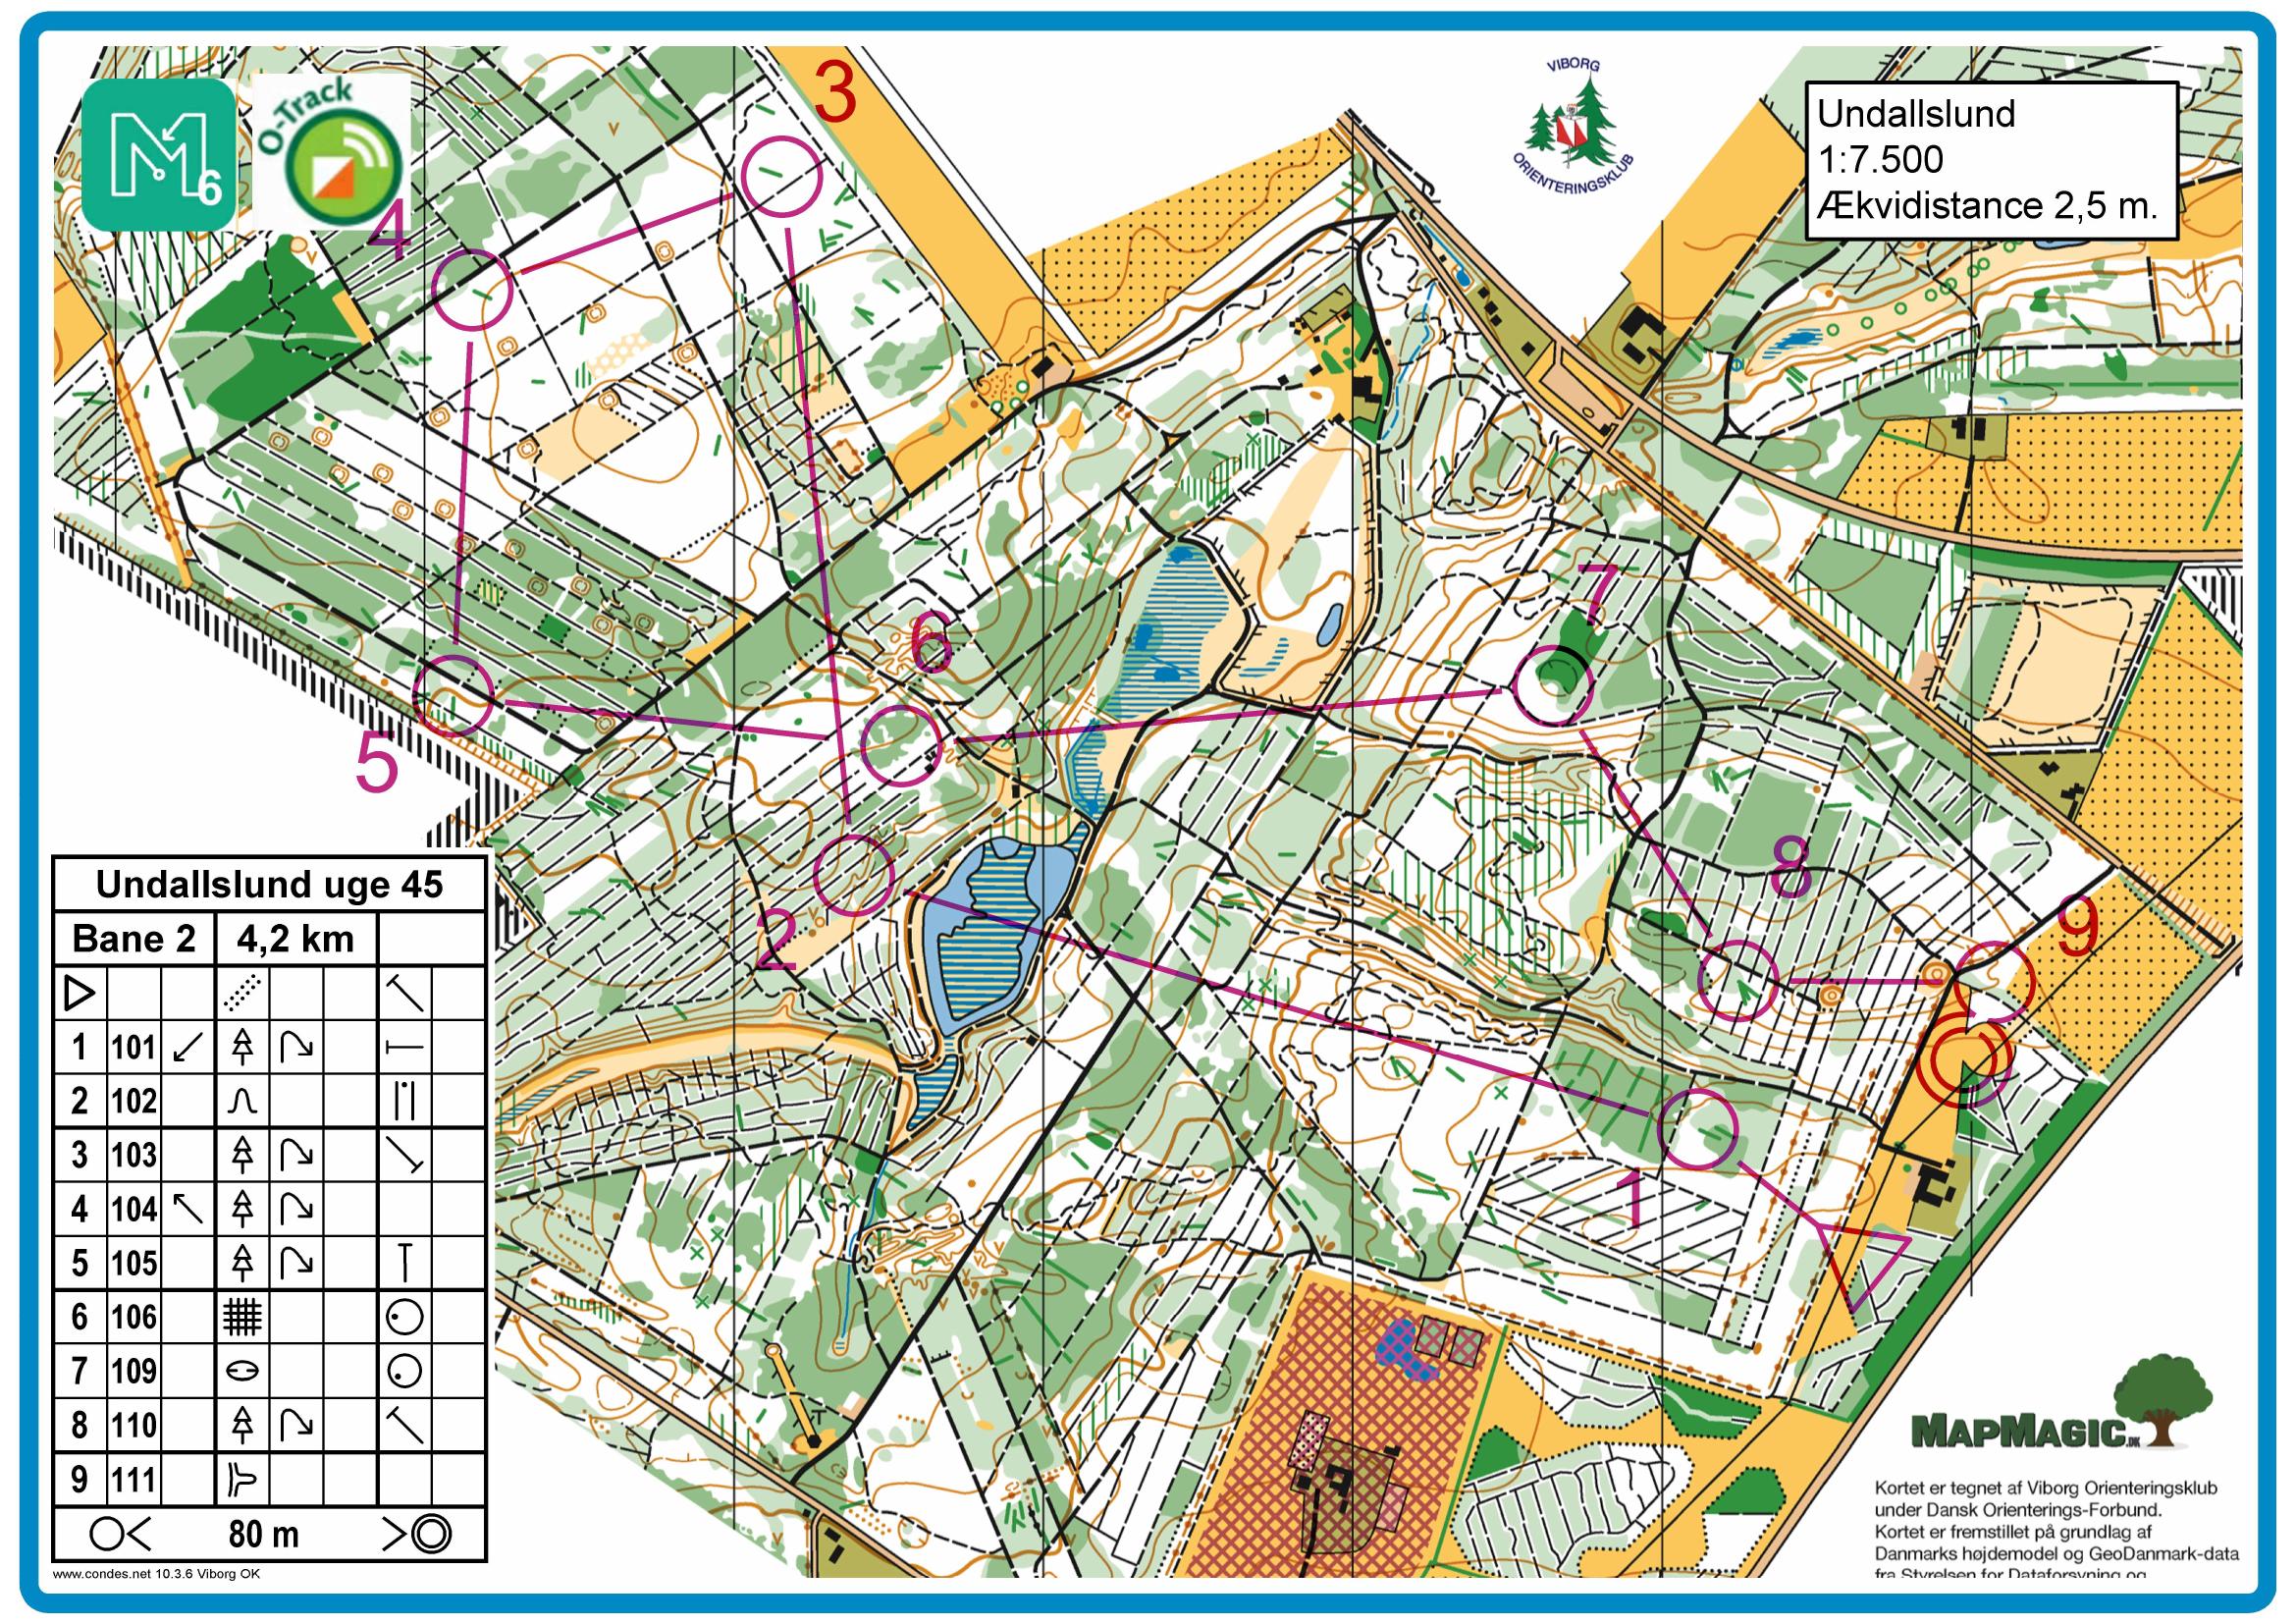 M6
O-Track
VIBORG
ORIENTERINGSKLUB
Undallslund
1:7.500
Ækvidistance 2,5 m.
3
4
6
7
5
8
9
2
1
Undallslund uge 45
Bane 2 4,2 km
1 101
2 102
3 103
4 104
5 105
6 106
7 109
8 110
9 111
80 m
www.condes.net 10.3.6 Viborg OK
MAPMAGIC.DK
Kortet er tegnet af Viborg Orienteringsklub
under Dansk Orienterings-Forbund.
Kortet er fremstillet på grundlag af
Danmarks højdemodel og GeoDanmark-data
fra Styrelsen for Dataforsyning og